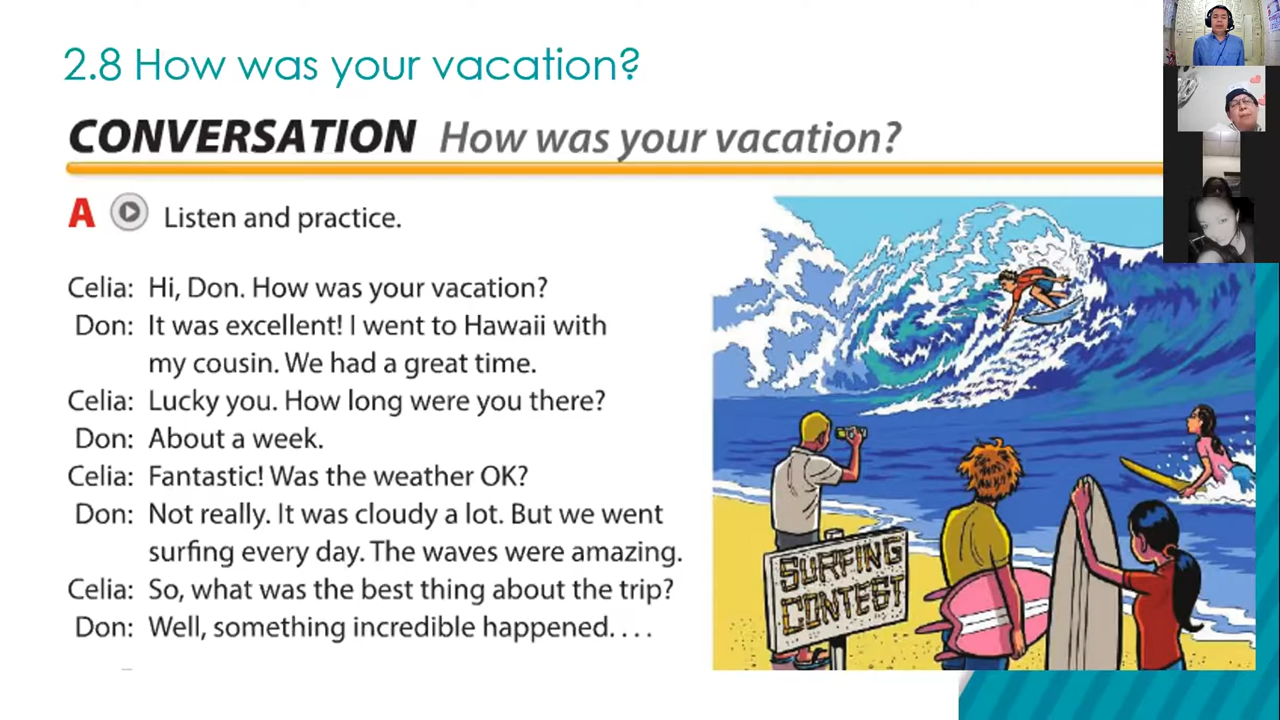 2.8 How was your vacation?
CONVERSATION How was your vacation?
A Listen and practice.
Celia: Hi, Don. How was your vacation?
Don: It was excellent! I went to Hawaii with
my cousin. We had a great time.
Celia: Lucky you. How long were you there?
Don: About a week.
Celia: Fantastic! Was the weather OK?
Don: Not really. It was cloudy a lot. But we went
surfing every day. The waves were amazing.
Celia: So, what was the best thing about the trip?
Don: Well, something incredible happened. . . .
SURFING
CONTEST